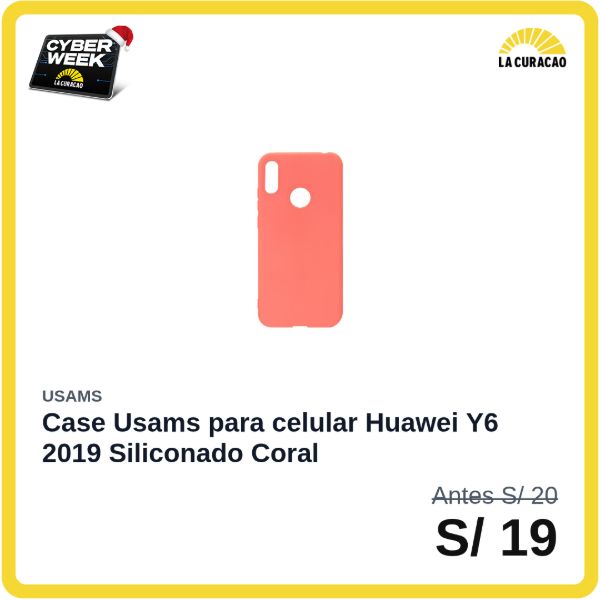 CYBER
WEEK
LA CURACAO
LA CURACAO
USAMS
Case Usams para celular Huawei Y6
2019 Siliconado Coral
Antes S/ 20
S/ 19